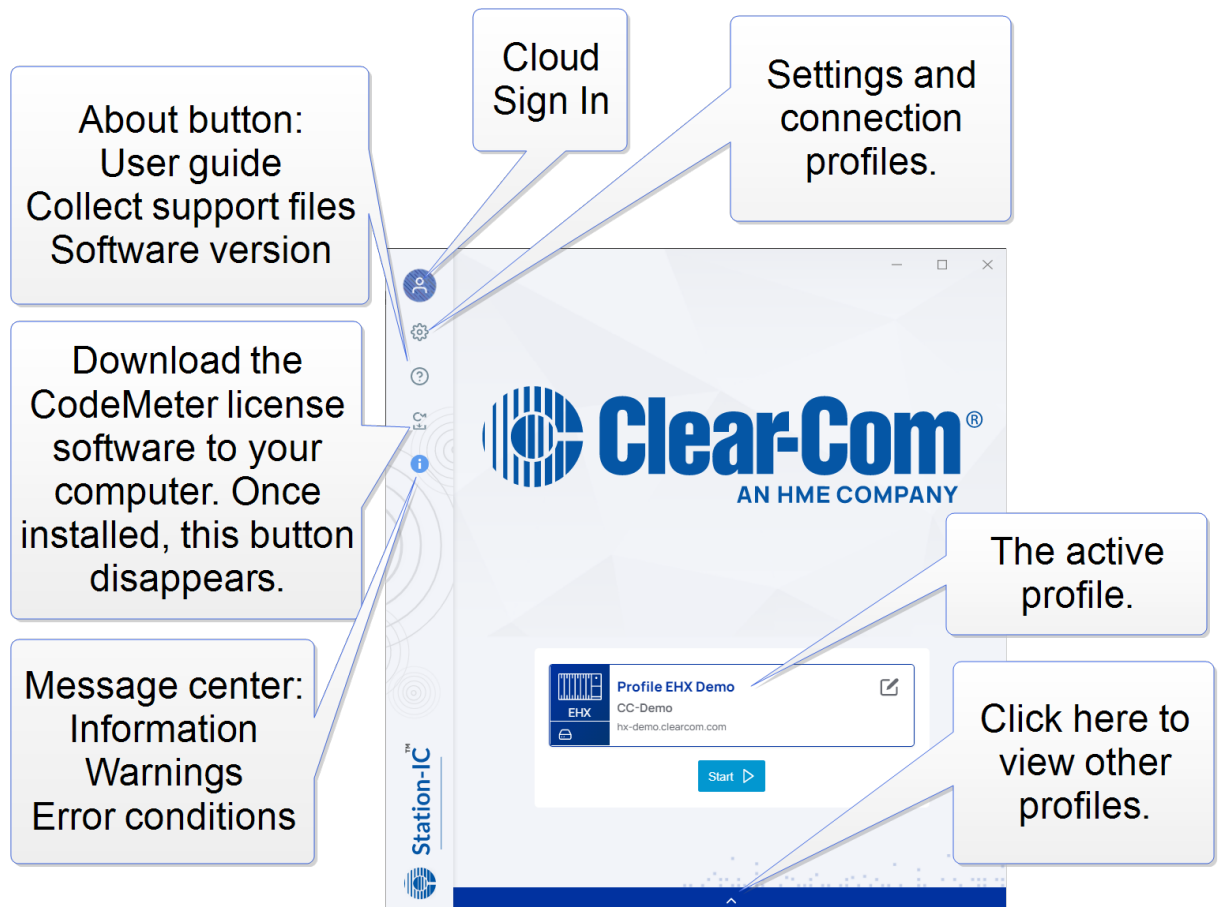 Cloud
Sign In
Settings and
connection
profiles.
About button:
User guide
Collect support files
Software version
Download the
CodeMeter license
software to your
computer. Once
installed, this button
disappears.
Message center:
Information
Warnings
Error conditions
Clear-Com®
AN HME COMPANY
The active
profile.
Profile EHX Demo
CC-Demo
hx-demo.clearcom.com
EHX
Start
Click here to
view other
profiles.
Station-IC™